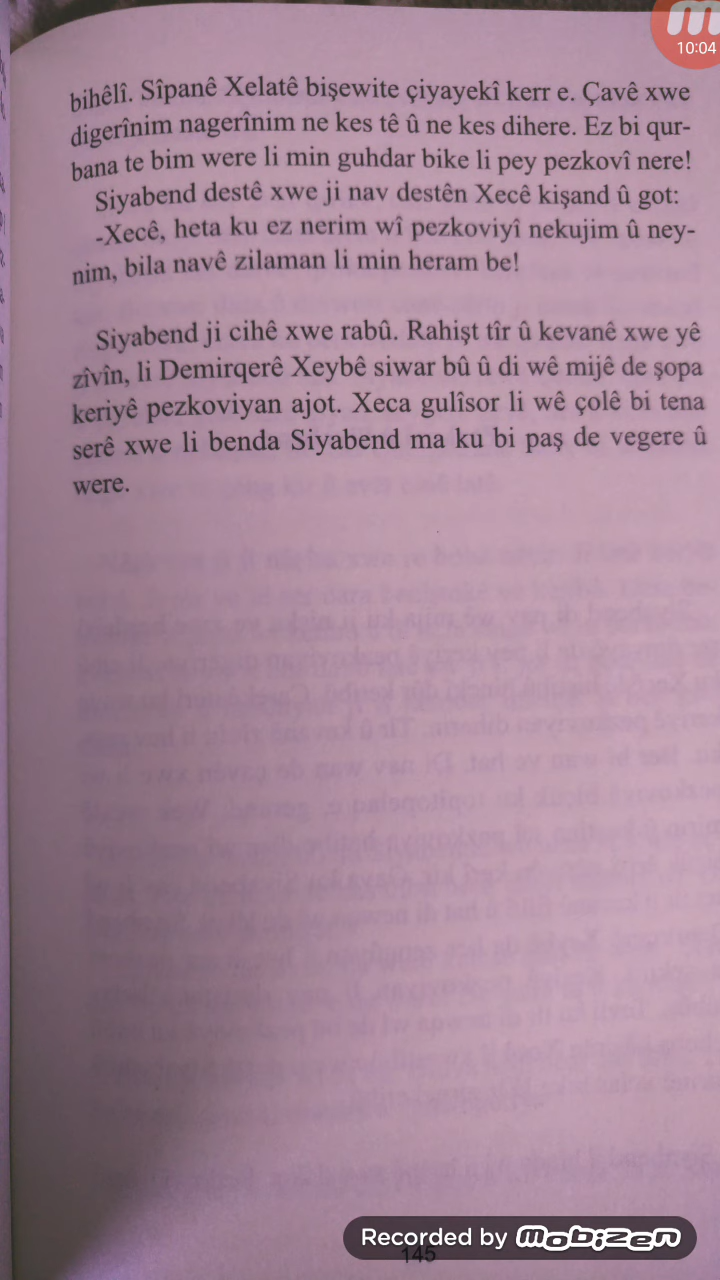 10:04
bihêlî. Sîpanê Xelatê bişewite çiyayekî kerr e. Çavê xwe
digerînim nagerînim ne kes tê û ne kes dihere. Ez bi qur-
bana te bim were li min guhdar bike li pey pezkovî nere!
Siyabend destê xwe ji nav destên Xecê kişand û got:
-Xecê, heta ku ez nerim wî pezkoviyî nekujim û ney-
nim, bila navê zilaman li min heram be!
Siyabend ji cihê xwe rabû. Rahişt tîr û kevanê xwe yê
zîvîn, li Demirqerê Xeybê siwar bû û di wê mijê de şopa
keriyê pezkoviyan ajot. Xeca gulîsor li wê çolê bi tena
serê xwe li benda Siyabend ma ku bi paş de vegere û
were.
Recorded by mobizen
145